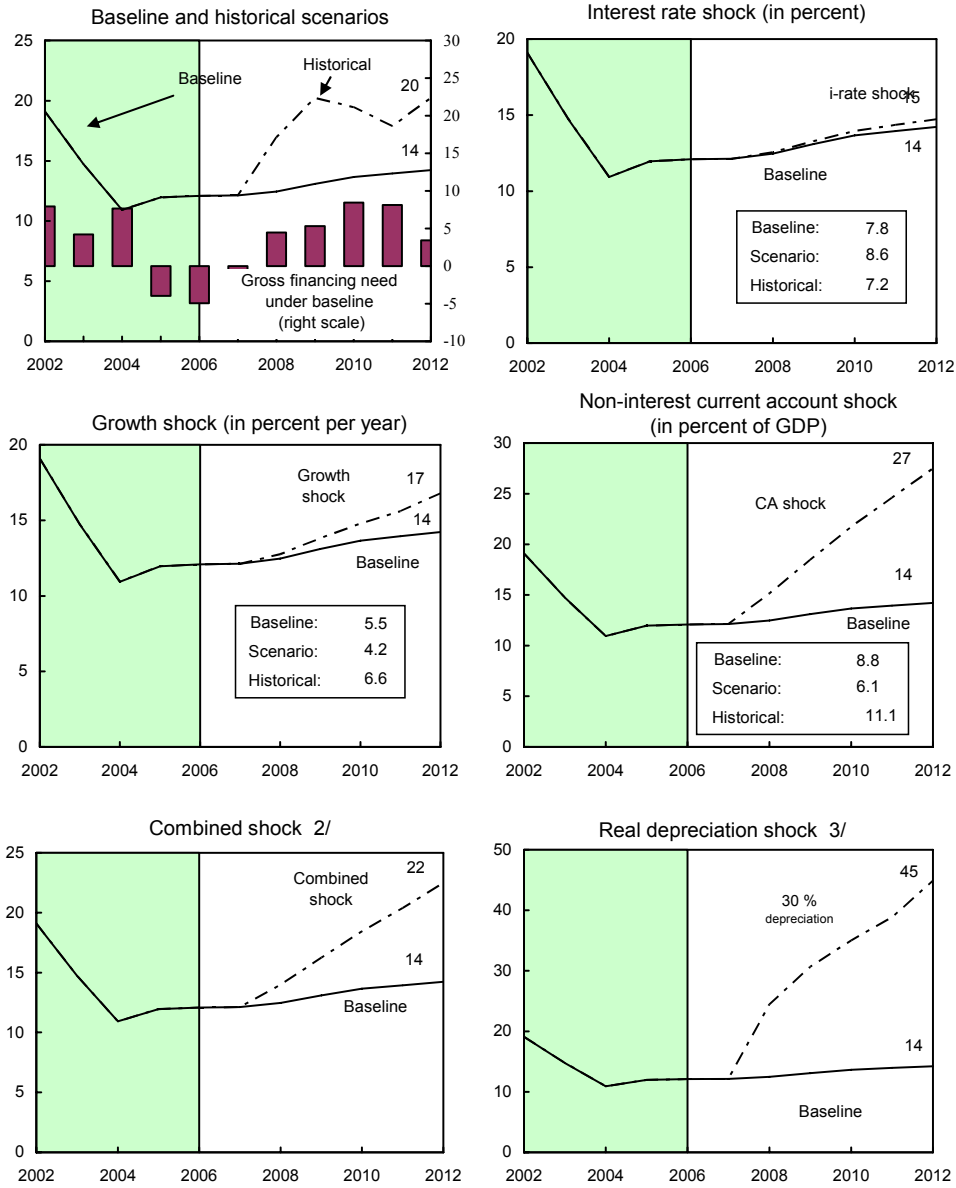 Baseline and historical scenarios
25
20
15
10
5
0
30
25
20
15
10
5
0
-5
-10
Baseline
Historical
20
14
Gross financing need
under baseline
(right scale)
2002 2004 2006 2008 2010 2012
Interest rate shock (in percent)
20
15
10
5
0
i-rate shock
15
14
Baseline
Baseline: 7.8
Scenario: 8.6
Historical: 7.2
2002 2004 2006 2008 2010 2012
Growth shock (in percent per year)
20
15
10
5
0
Growth
shock
17
14
Baseline
Baseline: 5.5
Scenario: 4.2
Historical: 6.6
2002 2004 2006 2008 2010 2012
Non-interest current account shock
(in percent of GDP)
30
25
20
15
10
5
0
27
CA shock
14
Baseline
Baseline: 8.8
Scenario: 6.1
Historical: 11.1
2002 2004 2006 2008 2010 2012
Combined shock 2/
25
20
15
10
5
0
22
Combined
shock
14
Baseline
2002 2004 2006 2008 2010 2012
Real depreciation shock 3/
50
40
30
20
10
0
45
30 %
depreciation
14
Baseline
2002 2004 2006 2008 2010 2012